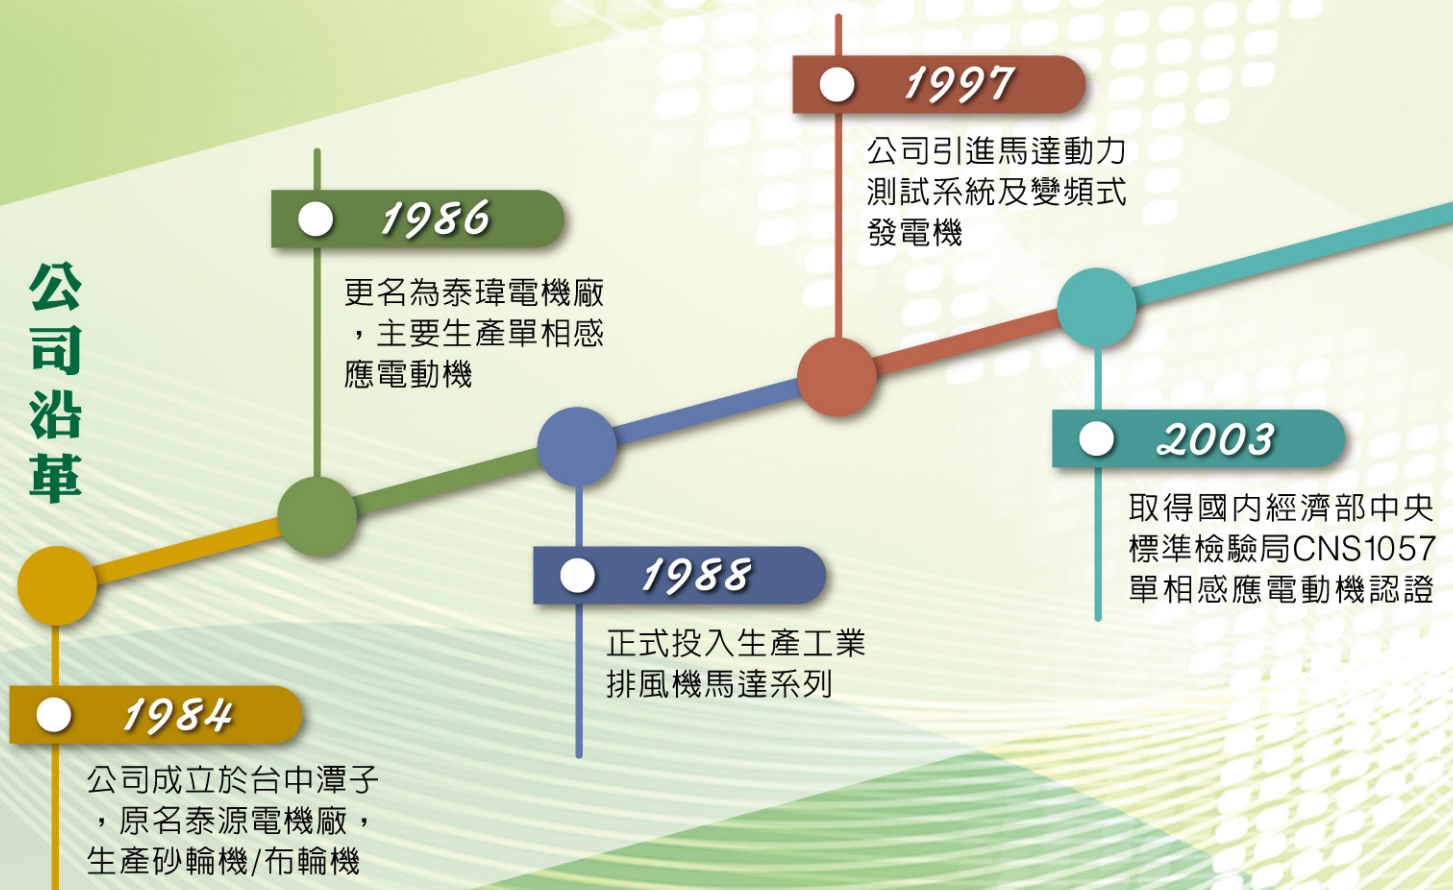 公司沿革
1984
公司成立於台中潭子
，原名泰源電機廠，
生產砂輪機/布輪機
1986
更名為泰瑋電機廠
，主要生產單相感
應電動機
1988
正式投入生產工業
排風機馬達系列
1997
公司引進馬達動力
測試系統及變頻式
發電機
2003
取得國內經濟部中央
標準檢驗局CNS1057
單相感應電動機認證